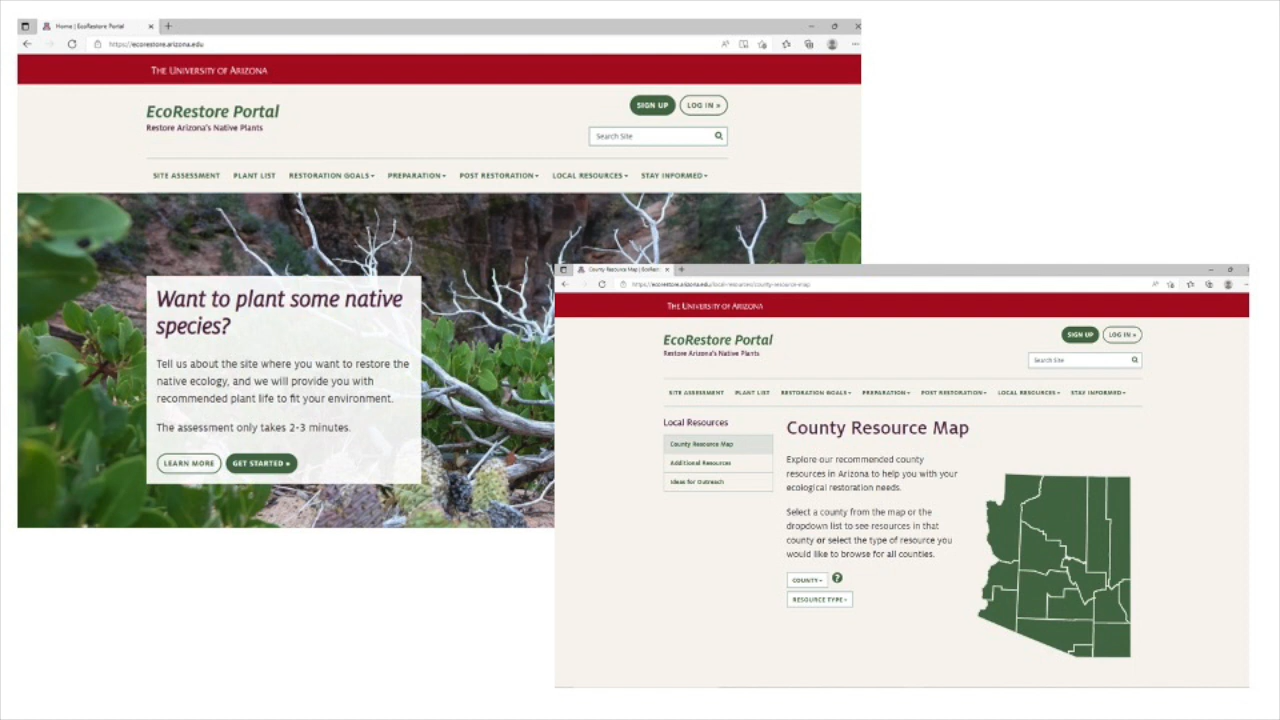 Home | EcoRestore Portal
https://ecorestore.arizona.edu
THE UNIVERSITY OF ARIZONA
EcoRestore Portal
Restore Arizona's Native Plants
SIGN UP
LOG IN »
Search Site
SITE ASSESSMENT
PLANT LIST
RESTORATION GOALS
PREPARATION
POST RESTORATION
LOCAL RESOURCES
STAY INFORMED
Want to plant some native
species?
Tell us about the site where you want to restore the
native ecology, and we will provide you with
recommended plant life to fit your environment.
The assessment only takes 2-3 minutes.
LEARN MORE
GET STARTED »
County Resource Map | EcoRest
https://ecorestore.arizona.edu/local-resources/county-resource-map
THE UNIVERSITY OF ARIZONA
EcoRestore Portal
Restore Arizona's Native Plants
SIGN UP
LOG IN »
Search Site
SITE ASSESSMENT
PLANT LIST
RESTORATION GOALS
PREPARATION
POST RESTORATION
LOCAL RESOURCES
STAY INFORMED
Local Resources
County Resource Map
Additional Resources
Ideas for Outreach
County Resource Map
Explore our recommended county
resources in Arizona to help you with your
ecological restoration needs.
Select a county from the map or the
dropdown list to see resources in that
county or select the type of resource you
would like to browse for all counties.
COUNTY
?
RESOURCE TYPE